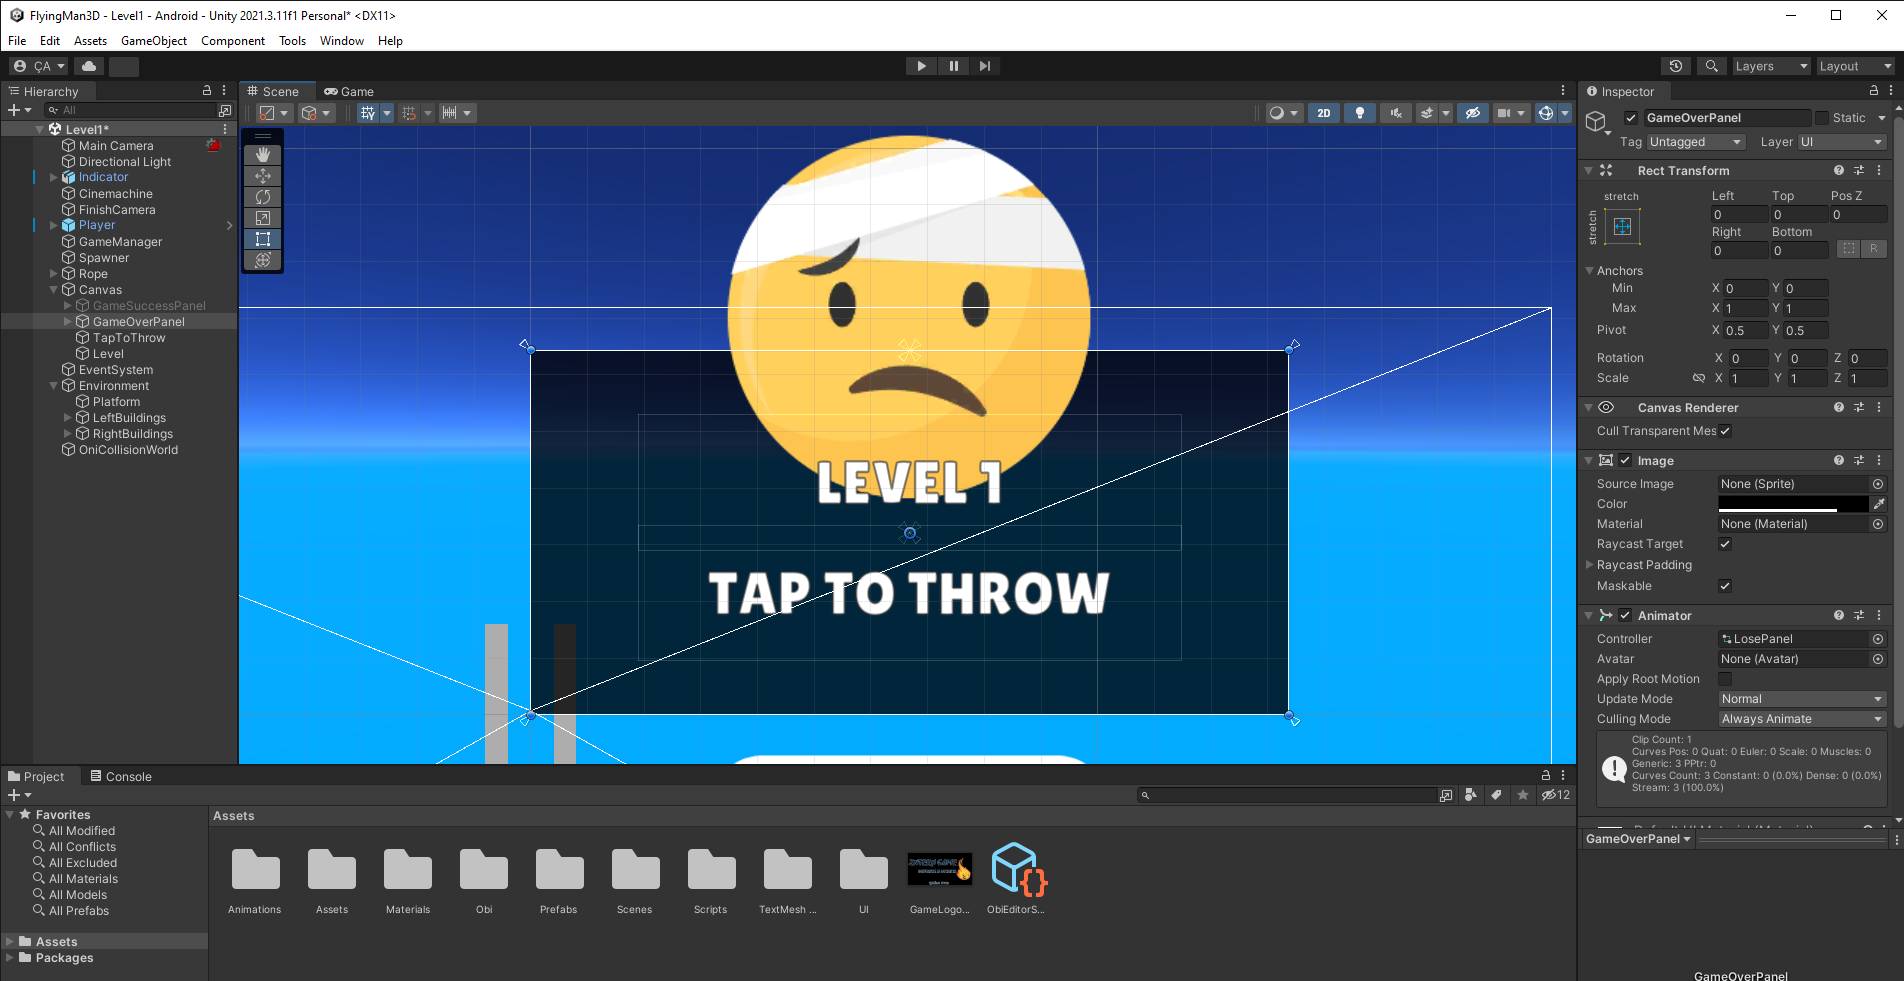 FlyingMan3D - Level1 - Android - Unity 2021.3.11f1 Personal* <DX11>
File Edit Assets GameObject Component Tools Window Help
ÇA
Layers Layout
Hierarchy
All
Level1*
Main Camera
Directional Light
Indicator
Cinemachine
FinishCamera
Player
GameManager
Spawner
Rope
Canvas
GameSuccessPanel
GameOverPanel
TapToThrow
Level
EventSystem
Environment
Platform
LeftBuildings
RightBuildings
OniCollisionWorld
Scene Game
2D
LEVEL 1
TAP TO THROW
Inspector
GameOverPanel Static
Tag Untagged Layer UI
Rect Transform
stretch Left Top Pos Z
stretch 0 0 0
Right Bottom
0 0 R
Anchors
Min X 0 Y 0
Max X 1 Y 1
Pivot X 0.5 Y 0.5
Rotation X 0 Y 0 Z 0
Scale X 1 Y 1 Z 1
Canvas Renderer
Cull Transparent Mes
Image
Source Image None (Sprite)
Color
Material None (Material)
Raycast Target
Raycast Padding
Maskable
Animator
Controller LosePanel
Avatar None (Avatar)
Apply Root Motion
Update Mode Normal
Culling Mode Always Animate
Clip Count: 1
Curves Pos: 0 Quat: 0 Euler: 0 Scale: 0 Muscles: 0
Generic: 3 PPtr: 0
Curves Count: 3 Constant: 0 (0.0%) Dense: 0 (0.0%)
Stream: 3 (100.0%)
GameOverPanel
GameOverPanel
Project Console
12
Favorites
All Modified
All Conflicts
All Excluded
All Materials
All Models
All Prefabs
Assets
Packages
Assets
Animations Assets Materials Obi Prefabs Scenes Scripts TextMesh ... UI GameLogo... ObiEditorS...